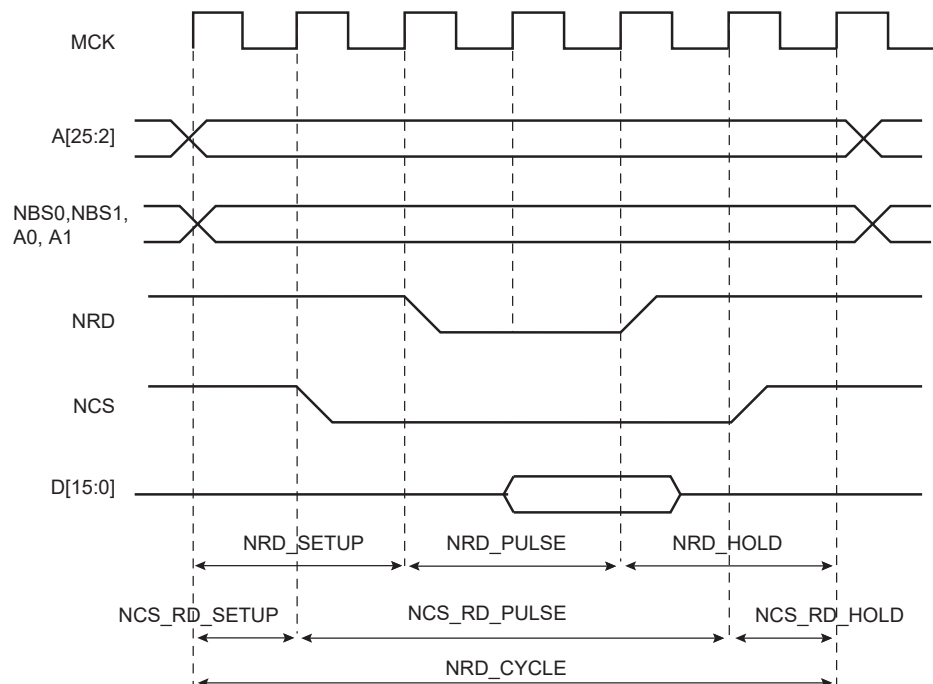 MCK
A[25:2]
NBS0,NBS1,
A0, A1
NRD
NCS
D[15:0]
NRD_SETUP
NRD_PULSE
NRD_HOLD
NCS_RD_SETUP
NCS_RD_PULSE
NCS_RD_HOLD
NRD_CYCLE